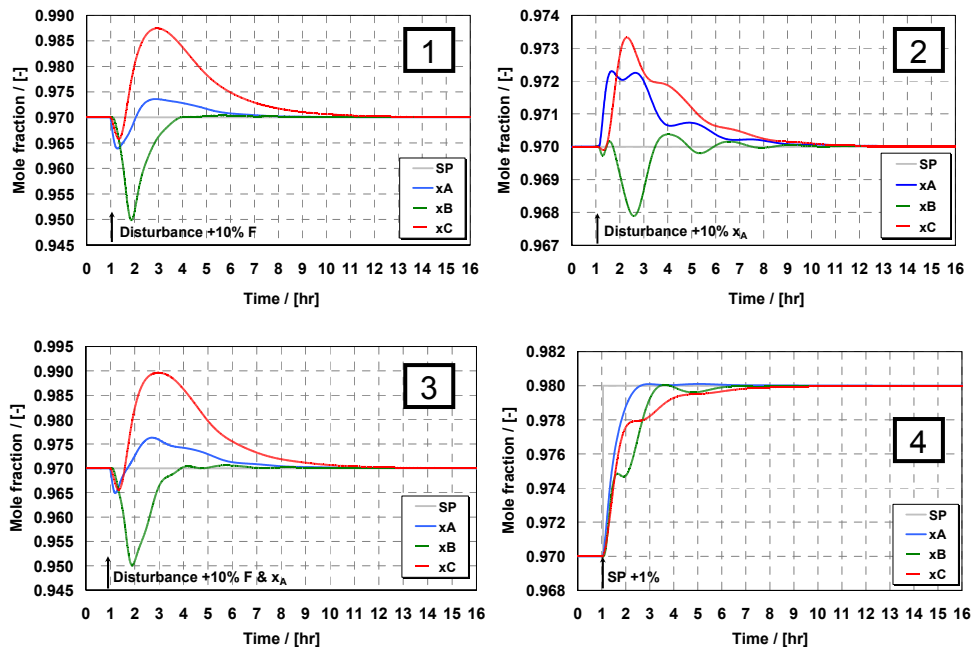 0.990
0.985
0.980
0.975
0.970
0.965
0.960
0.955
0.950
0.945
Mole fraction / [-]
1
SP
xA
xB
xC
Disturbance +10% F
0 1 2 3 4 5 6 7 8 9 10 11 12 13 14 15 16
Time / [hr]
0.974
0.973
0.972
0.971
0.970
0.969
0.968
0.967
Mole fraction / [-]
2
SP
xA
xB
xC
Disturbance +10% xA
0 1 2 3 4 5 6 7 8 9 10 11 12 13 14 15 16
Time / [hr]
0.995
0.990
0.985
0.980
0.975
0.970
0.965
0.960
0.955
0.950
0.945
Mole fraction / [-]
3
SP
xA
xB
xC
Disturbance +10% F & xA
0 1 2 3 4 5 6 7 8 9 10 11 12 13 14 15 16
Time / [hr]
0.982
0.980
0.978
0.976
0.974
0.972
0.970
0.968
Mole fraction / [-]
4
SP
xA
xB
xC
SP +1%
0 1 2 3 4 5 6 7 8 9 10 11 12 13 14 15 16
Time / [hr]